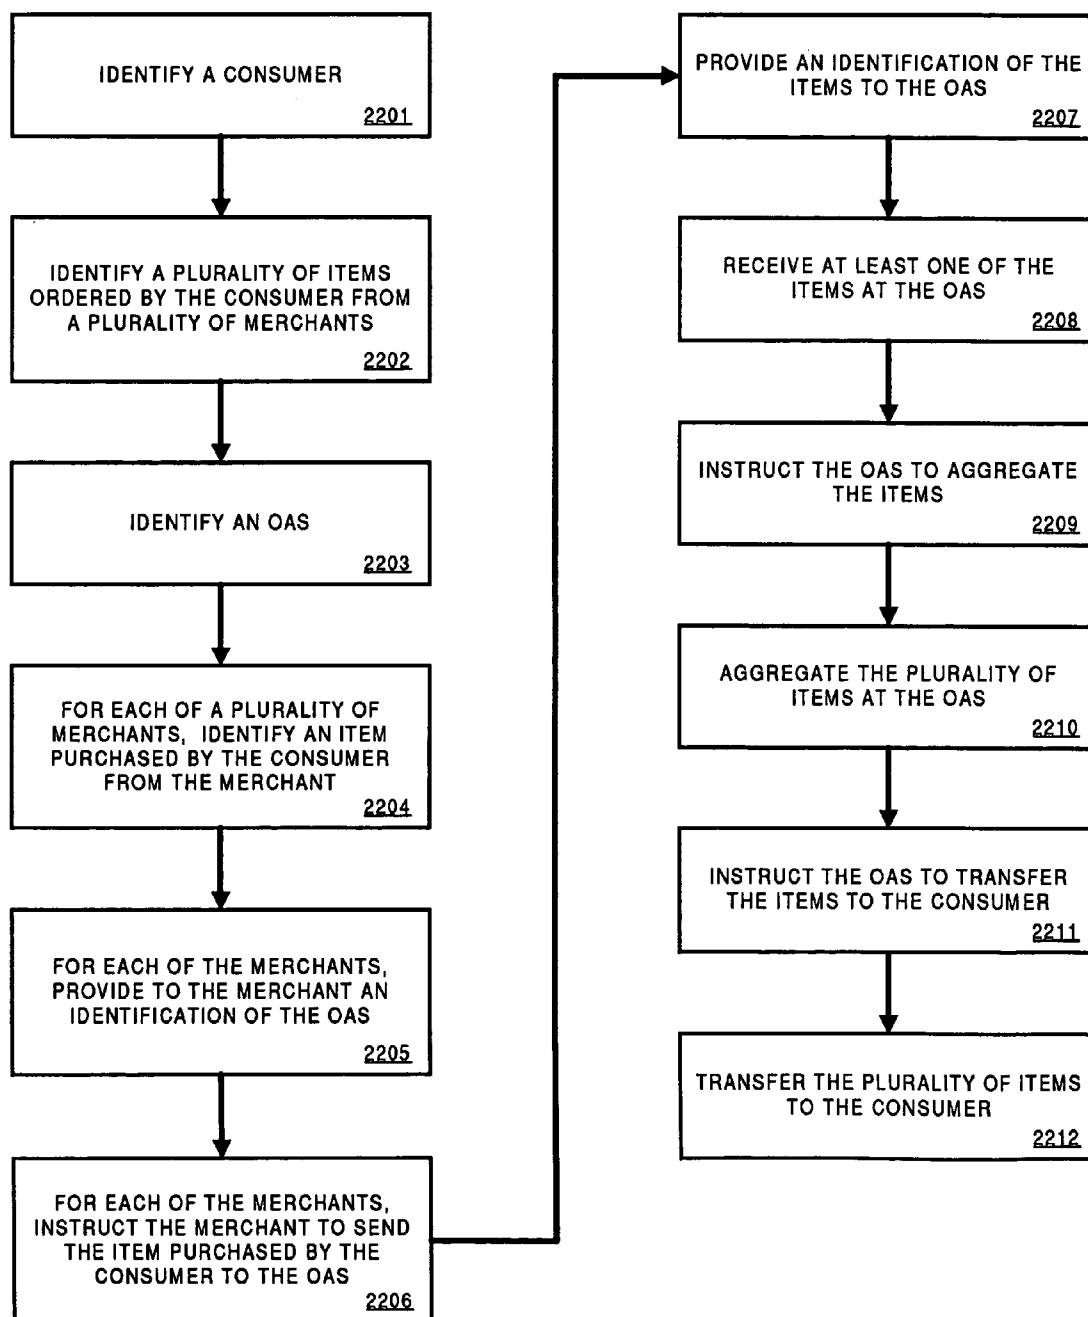 IDENTIFY A CONSUMER
2201
IDENTIFY A PLURALITY OF ITEMS
ORDERED BY THE CONSUMER FROM
A PLURALITY OF MERCHANTS
2202
IDENTIFY AN OAS
2203
FOR EACH OF A PLURALITY OF
MERCHANTS, IDENTIFY AN ITEM
PURCHASED BY THE CONSUMER
FROM THE MERCHANT
2204
FOR EACH OF THE MERCHANTS,
PROVIDE TO THE MERCHANT AN
IDENTIFICATION OF THE OAS
2205
FOR EACH OF THE MERCHANTS,
INSTRUCT THE MERCHANT TO SEND
THE ITEM PURCHASED BY THE
CONSUMER TO THE OAS
2206
PROVIDE AN IDENTIFICATION OF THE
ITEMS TO THE OAS
2207
RECEIVE AT LEAST ONE OF THE
ITEMS AT THE OAS
2208
INSTRUCT THE OAS TO AGGREGATE
THE ITEMS
2209
AGGREGATE THE PLURALITY OF
ITEMS AT THE OAS
2210
INSTRUCT THE OAS TO TRANSFER
THE ITEMS TO THE CONSUMER
2211
TRANSFER THE PLURALITY OF ITEMS
TO THE CONSUMER
2212